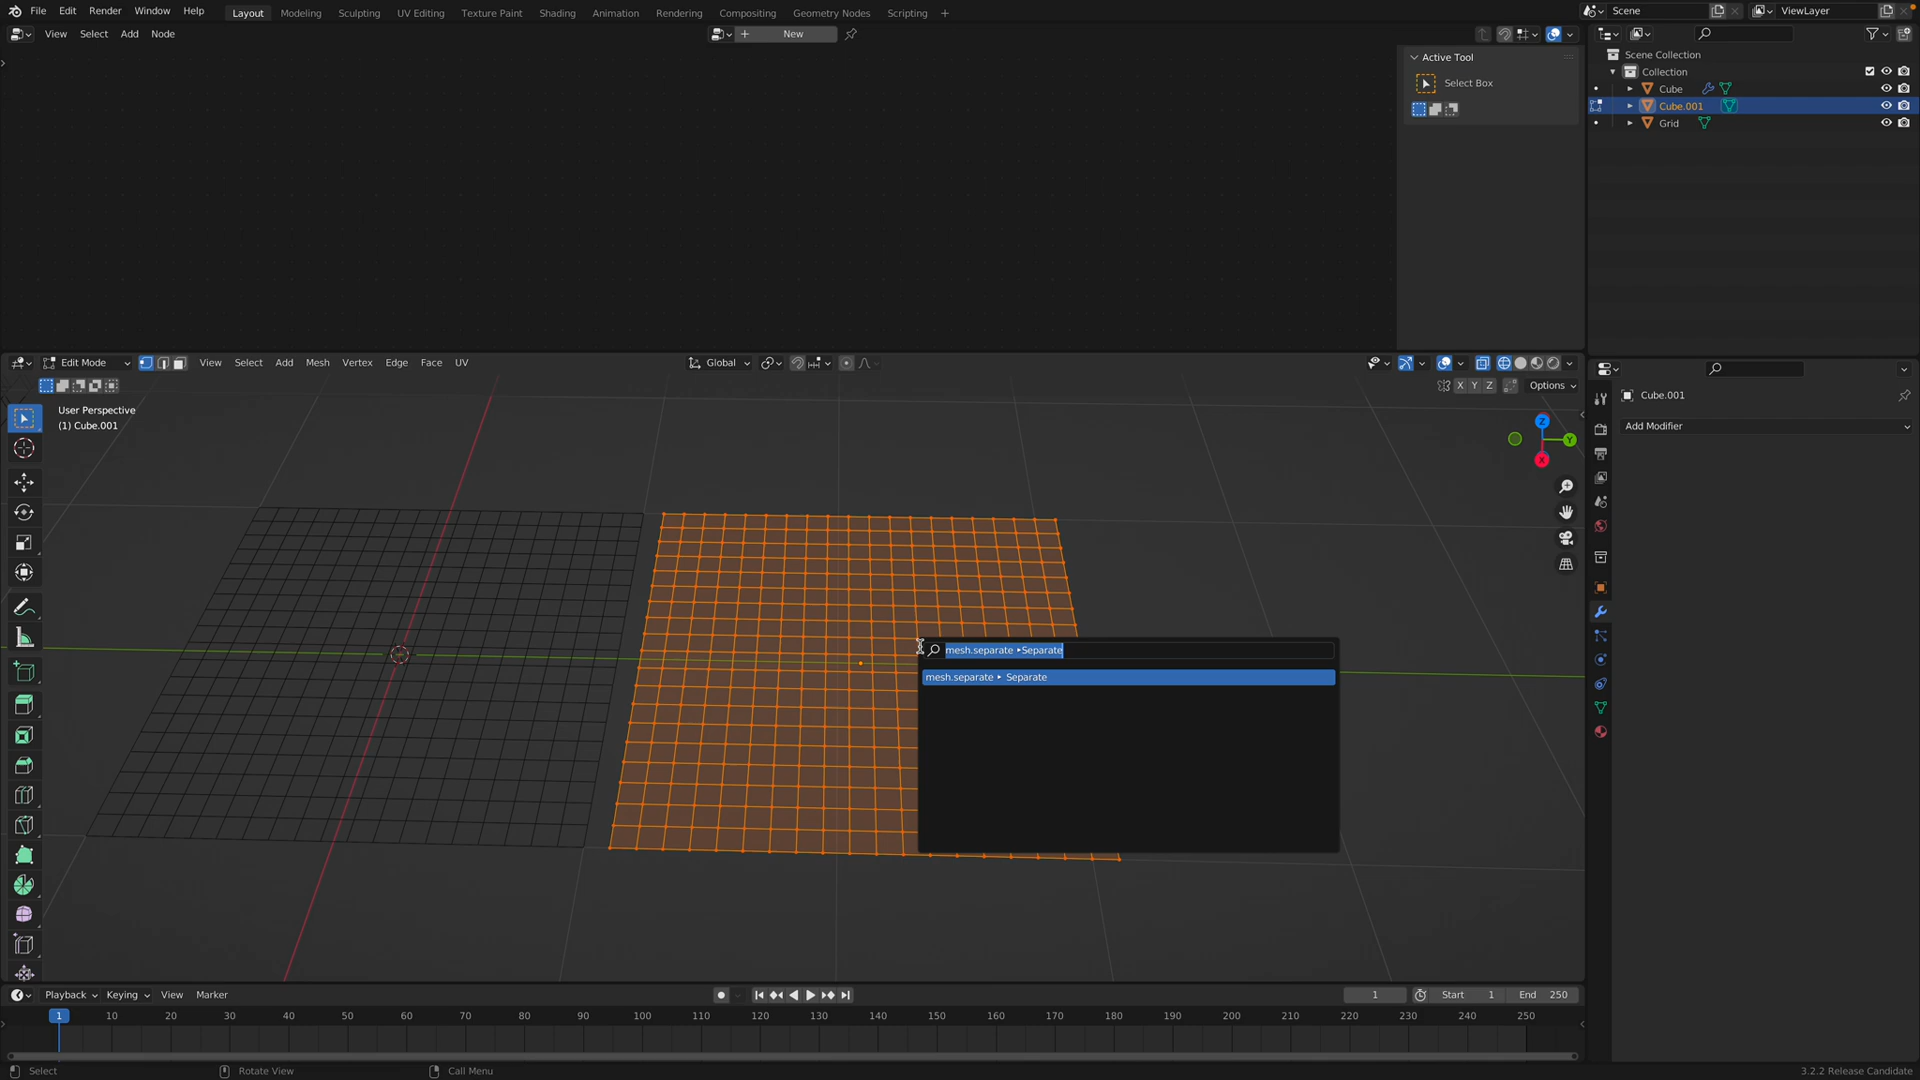 File Edit Render Window Help Layout Modeling Sculpting UV Editing Texture Paint Shading Animation Rendering Compositing Geometry Nodes Scripting + Scene ViewLayer
View Select Add Node New
Active Tool
Select Box
Scene Collection
Collection
Cube
Cube.001
Grid
Edit Mode View Select Add Mesh Vertex Edge Face UV Global
X Y Z Options
User Perspective
(1) Cube.001
Z
Y
X
Cube.001
Add Modifier
mesh.separate ▸Separate
mesh.separate ▸ Separate
Playback Keying View Marker 1 Start 1 End 250
1 10 20 30 40 50 60 70 80 90 100 110 120 130 140 150 160 170 180 190 200 210 220 230 240 250
Select Rotate View Call Menu 3.2.2 Release Candidate